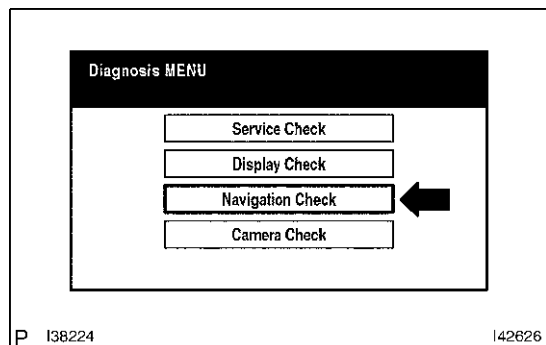 Diagnosis MENU
Service Check
Display Check
Navigation Check
Camera Check
P I38224 I42626